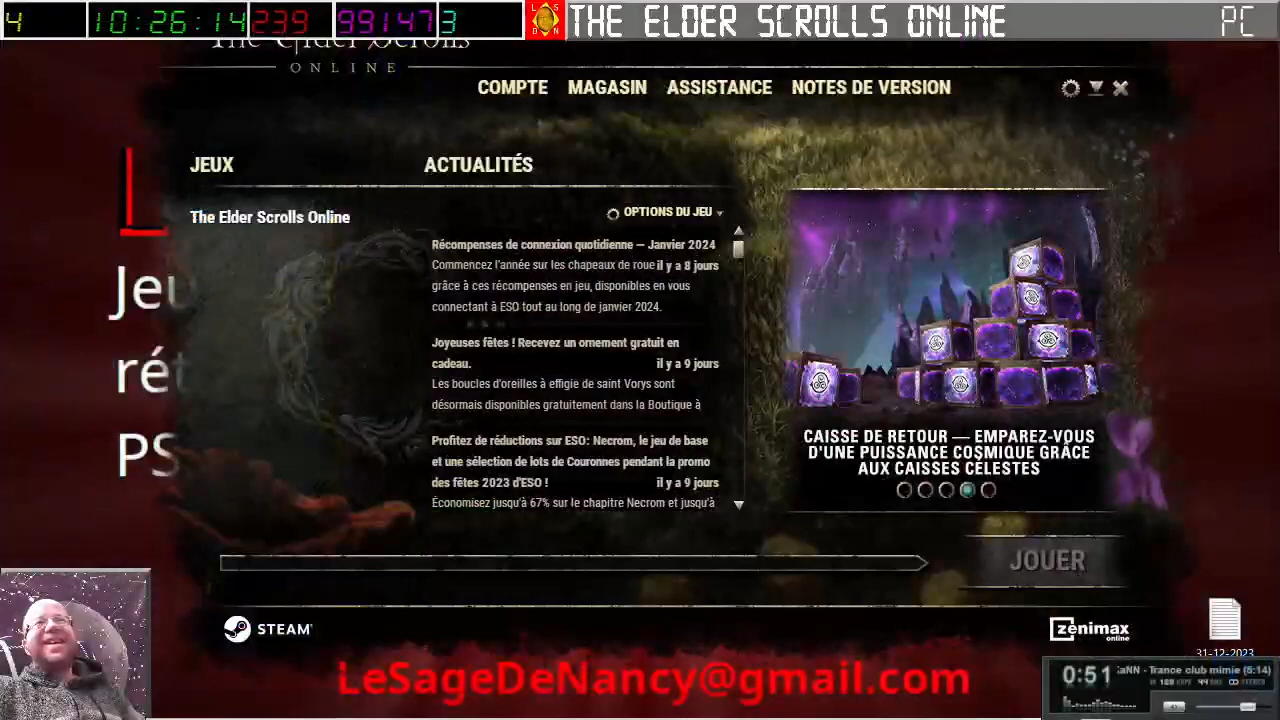 4 10:26:14 239 99147 3 THE ELDER SCROLLS ONLINE PC
The Elder Scrolls
ONLINE
COMPTE MAGASIN ASSISTANCE NOTES DE VERSION
JEUX ACTUALITÉS
The Elder Scrolls Online
OPTIONS DU JEU
Récompenses de connexion quotidienne — Janvier 2024
Commencez l'année sur les chapeaux de roue il y a 8 jours
grâce à ces récompenses en jeu, disponibles en vous
connectant à ESO tout au long de janvier 2024.
Joyeuses fêtes ! Recevez un ornement gratuit en
cadeau. il y a 9 jours
Les boucles d'oreilles à effigie de saint Vorys sont
désormais disponibles gratuitement dans la Boutique à
Profitez de réductions sur ESO: Necrom, le jeu de base
et une sélection de lots de Couronnes pendant la promo
des fêtes 2023 d'ESO ! il y a 9 jours
Économisez jusqu'à 67% sur le chapitre Necrom et jusqu'à
CAISSE DE RETOUR — EMPAREZ-VOUS
D'UNE PUISSANCE COSMIQUE GRÂCE
AUX CAISSES CÉLESTES
L
Jeu
rét
PS
JOUER
STEAM
zenimax
online
31-12-2023
LeSageDeNancy@gmail.com
0:51 iaNN - Trance club mimie (5:14)